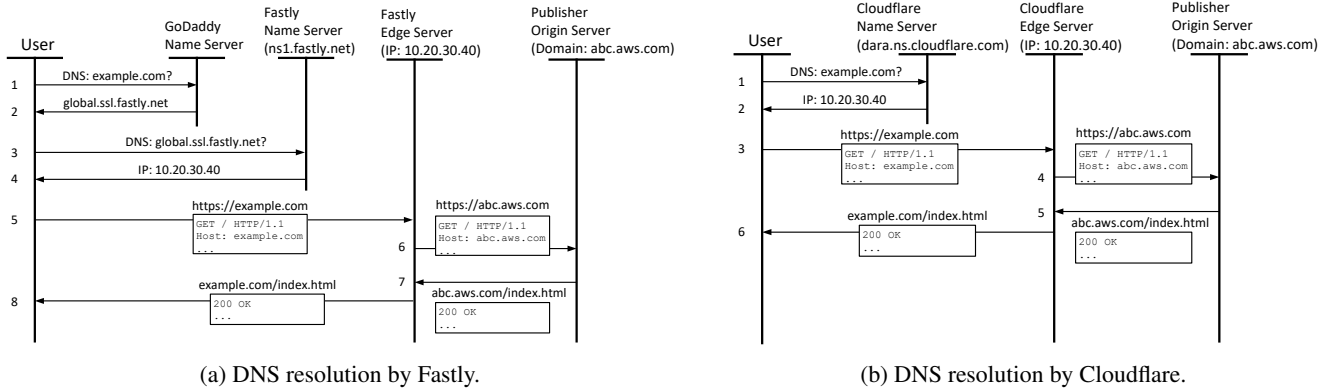 User
GoDaddy
Name Server
Fastly
Name Server
(ns1.fastly.net)
Fastly
Edge Server
(IP: 10.20.30.40)
Publisher
Origin Server
(Domain: abc.aws.com)
1
DNS: example.com?
2
global.ssl.fastly.net
3
DNS: global.ssl.fastly.net?
4
IP: 10.20.30.40
5
https://example.com
GET / HTTP/1.1
Host: example.com
...
6
https://abc.aws.com
GET / HTTP/1.1
Host: abc.aws.com
...
7
abc.aws.com/index.html
200 OK
...
8
example.com/index.html
200 OK
...
(a) DNS resolution by Fastly.
User
Cloudflare
Name Server
(dara.ns.cloudflare.com)
Cloudflare
Edge Server
(IP: 10.20.30.40)
Publisher
Origin Server
(Domain: abc.aws.com)
1
DNS: example.com?
2
IP: 10.20.30.40
3
https://example.com
GET / HTTP/1.1
Host: example.com
...
4
https://abc.aws.com
GET / HTTP/1.1
Host: abc.aws.com
...
5
abc.aws.com/index.html
200 OK
...
6
example.com/index.html
200 OK
...
(b) DNS resolution by Cloudflare.